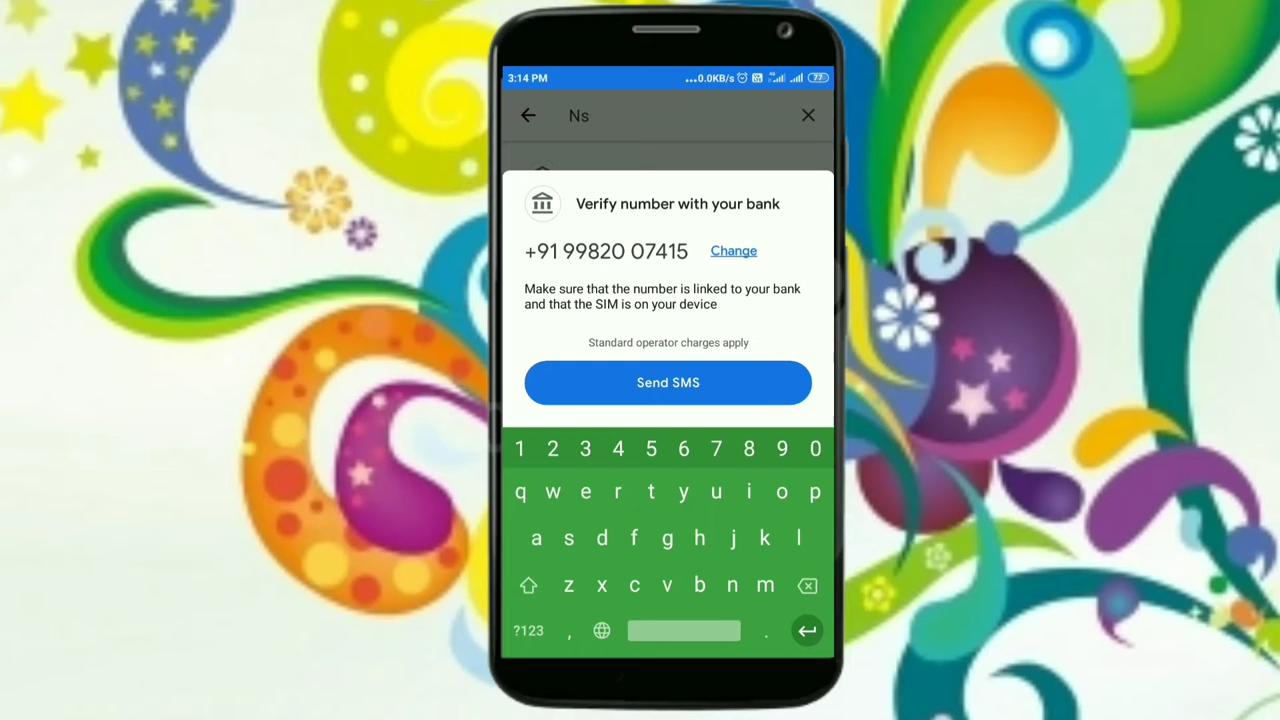 3:14 PM
...0.0KB/s
77
Ns
Verify number with your bank
+91 99820 07415 Change
Make sure that the number is linked to your bank
and that the SIM is on your device
Standard operator charges apply
Send SMS
1 2 3 4 5 6 7 8 9 0
q w e r t y u i o p
a s d f g h j k l
z x c v b n m
?123 , .